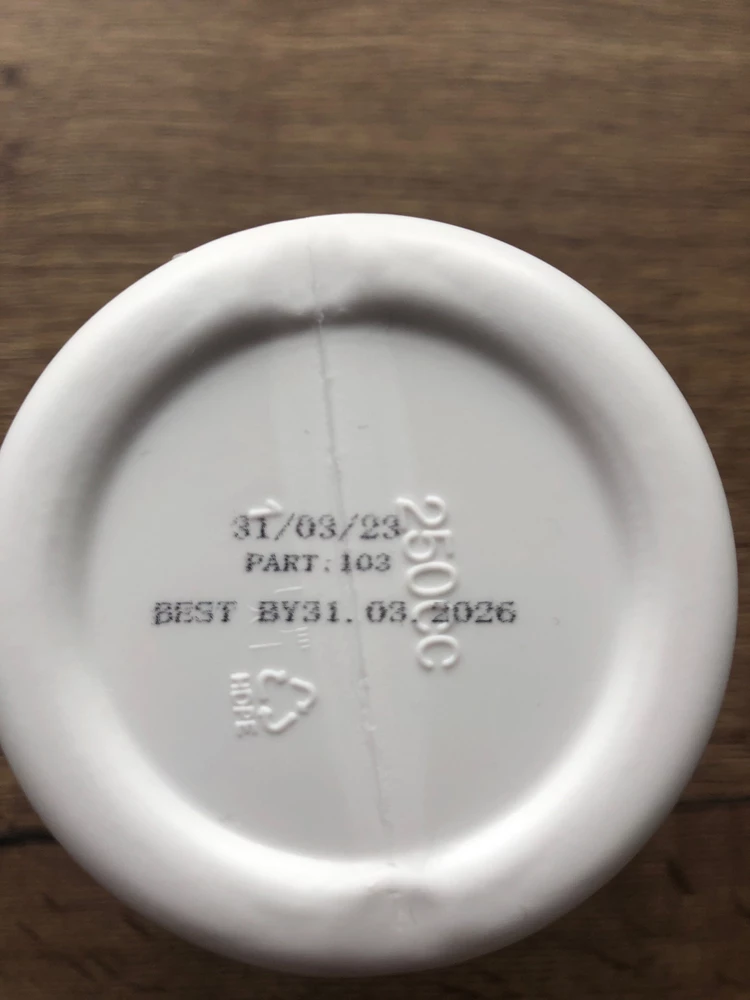 31/03/23
PART:103
BEST BY31.03.2026
250cc
HDPE